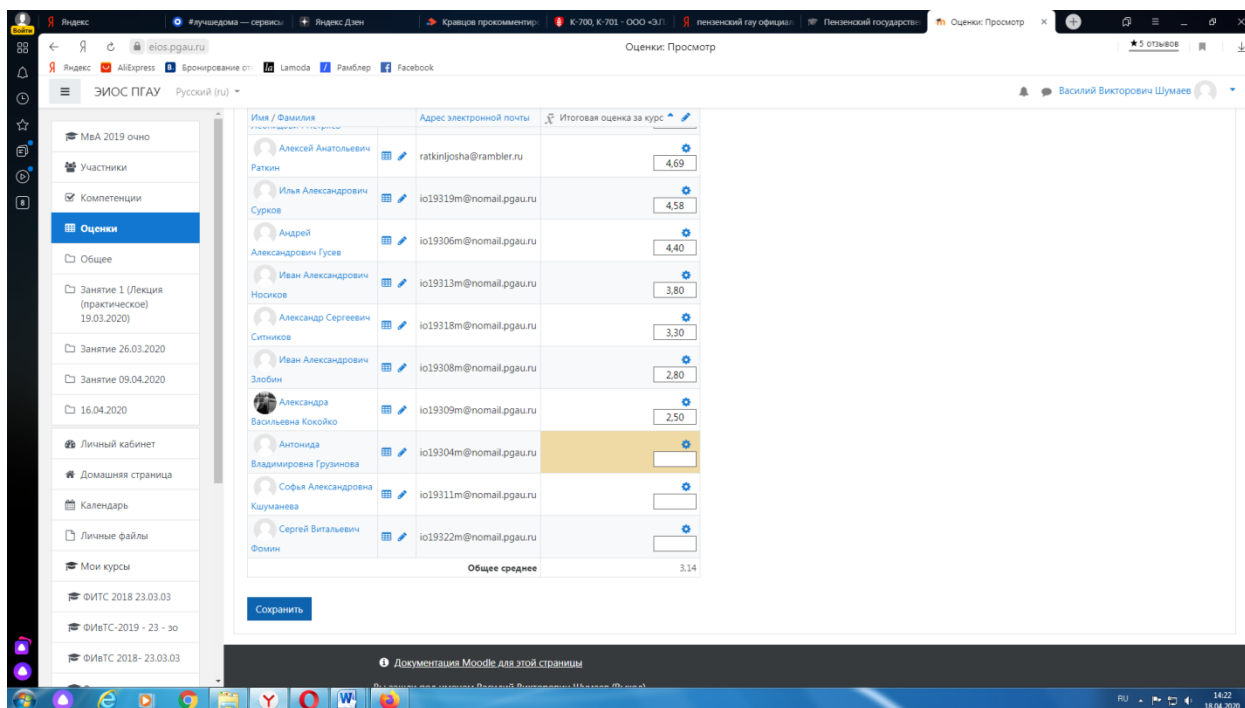 Яндекс
#лучшедома — сервисы
Яндекс Дзен
Кравцов прокомментир
К-700, К-701 - ООО «ЭЛ
пензенский гау официал
Пензенский государстве
Оценки: Просмотр
Войти
eios.pgau.ru
Оценки: Просмотр
★5 отзывов
Яндекс
AliExpress
Бронирование от
Lamoda
Рамблер
Facebook
ЭИОС ПГАУ
Русский (ru)
Василий Викторович Шумаев
МвА 2019 очно
Участники
Компетенции
Оценки
Общее
Занятие 1 (Лекция
(практическое)
19.03.2020)
Занятие 26.03.2020
Занятие 09.04.2020
16.04.2020
Личный кабинет
Домашняя страница
Календарь
Личные файлы
Мои курсы
ФИТС 2018 23.03.03
ФИвТС-2019 - 23 - зо
ФИвТС 2018- 23.03.03
Имя / Фамилия
Адрес электронной почты
Итоговая оценка за курс
Алексей Анатольевич
Раткин
ratkinljosha@rambler.ru
4,69
Илья Александрович
Сурков
io19319m@nomail.pgau.ru
4,58
Андрей
Александрович Гусев
io19306m@nomail.pgau.ru
4,40
Иван Александрович
Носиков
io19313m@nomail.pgau.ru
3,80
Александр Сергеевич
Ситников
io19318m@nomail.pgau.ru
3,30
Иван Александрович
Злобин
io19308m@nomail.pgau.ru
2,80
Александра
Васильевна Кокойко
io19309m@nomail.pgau.ru
2,50
Антонида
Владимировна Грузинова
io19304m@nomail.pgau.ru
Софья Александровна
Кшуманева
io19311m@nomail.pgau.ru
Сергей Витальевич
Фомин
io19322m@nomail.pgau.ru
Общее среднее
3,14
Сохранить
Документация Moodle для этой страницы
RU
14:22
18.04.2020